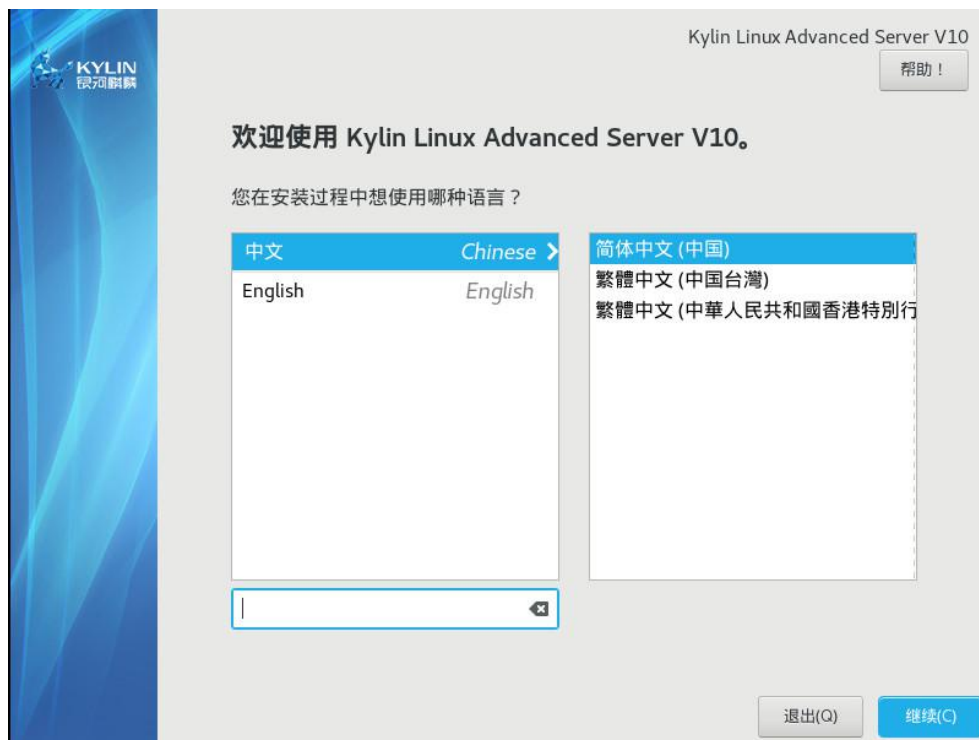 KYLIN
银河麒麟
Kylin Linux Advanced Server V10
帮助！
欢迎使用 Kylin Linux Advanced Server V10。
您在安装过程中想使用哪种语言？
中文 Chinese
English English
简体中文 (中国)
繁體中文 (中国台灣)
繁體中文 (中華人民共和國香港特別行
退出(Q)
继续(C)